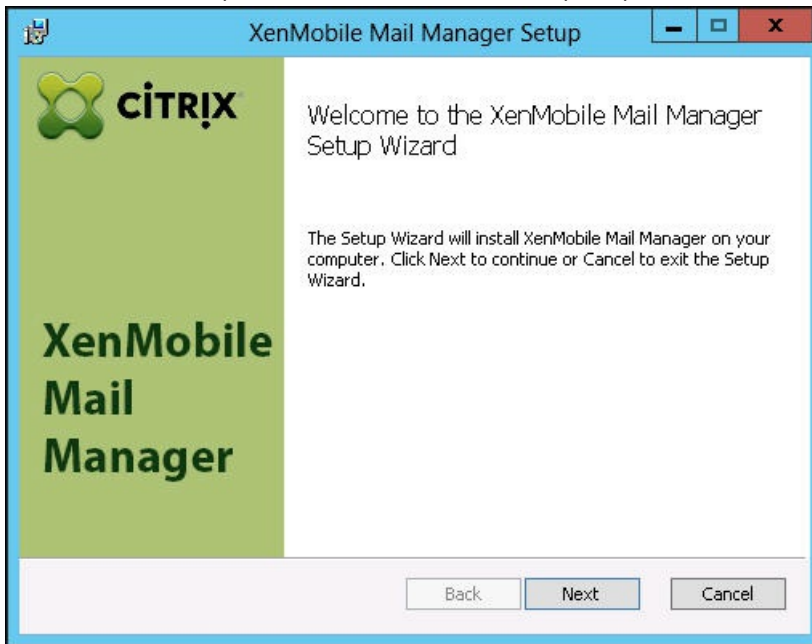 XenMobile Mail Manager Setup
CİTRIX
Welcome to the XenMobile Mail Manager
Setup Wizard
The Setup Wizard will install XenMobile Mail Manager on your
computer. Click Next to continue or Cancel to exit the Setup
Wizard.
XenMobile
Mail
Manager
Back
Next
Cancel